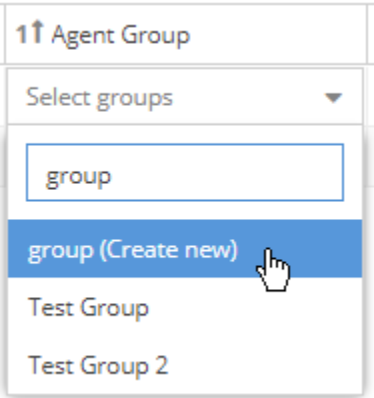 1↑ Agent Group
Select groups
group
group (Create new)
Test Group
Test Group 2